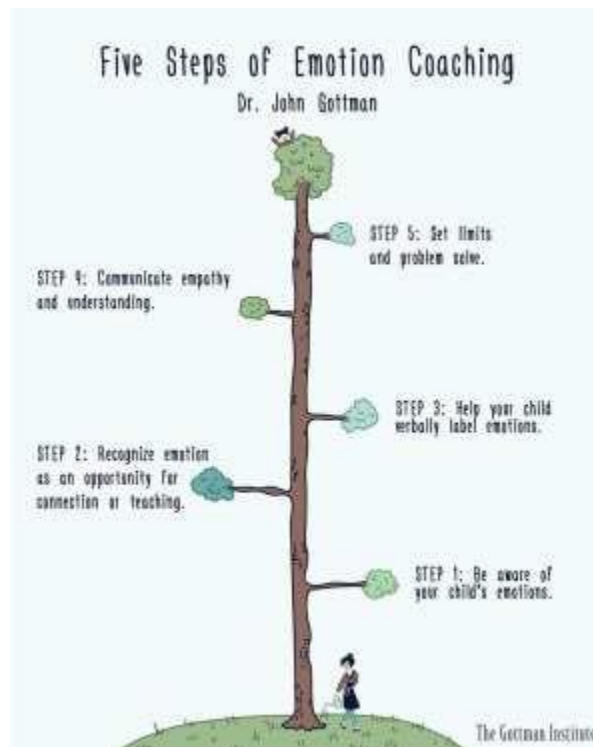 Five Steps of Emotion Coaching
Dr. John Gottman
STEP 5: Set limits
and problem solve.
STEP 4: Communicate empathy
and understanding.
STEP 3: Help your child
verbally label emotions.
STEP 2: Recognize emotion
as an opportunity for
connection or teaching.
STEP 1: Be aware of
your child's emotions.
The Gottman Institute